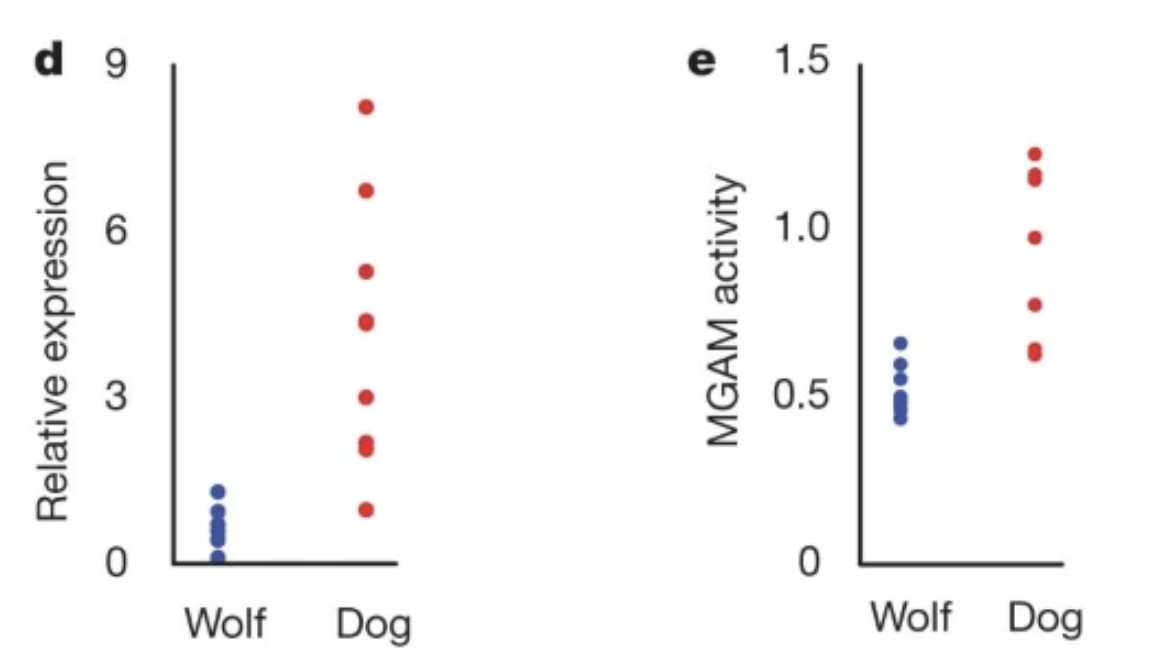 d
Relative expression
9
6
3
0
Wolf Dog
e
MGAM activity
1.5
1.0
0.5
0
Wolf Dog